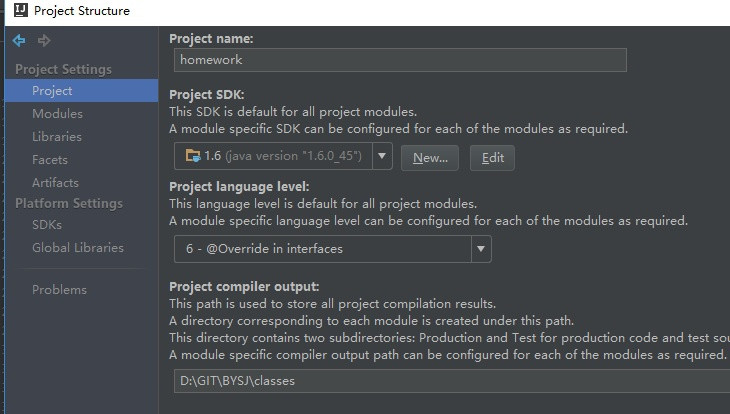 Project Structure
Project Settings
Project
Modules
Libraries
Facets
Artifacts
Platform Settings
SDKs
Global Libraries
Problems
Project name:
homework
Project SDK:
This SDK is default for all project modules.
A module specific SDK can be configured for each of the modules as required.
1.6 (java version "1.6.0_45")
New...
Edit
Project language level:
This language level is default for all project modules.
A module specific language level can be configured for each of the modules as required.
6 - @Override in interfaces
Project compiler output:
This path is used to store all project compilation results.
A directory corresponding to each module is created under this path.
This directory contains two subdirectories: Production and Test for production code and test sou
A module specific compiler output path can be configured for each of the modules as required.
D:\GIT\BYSJ\classes